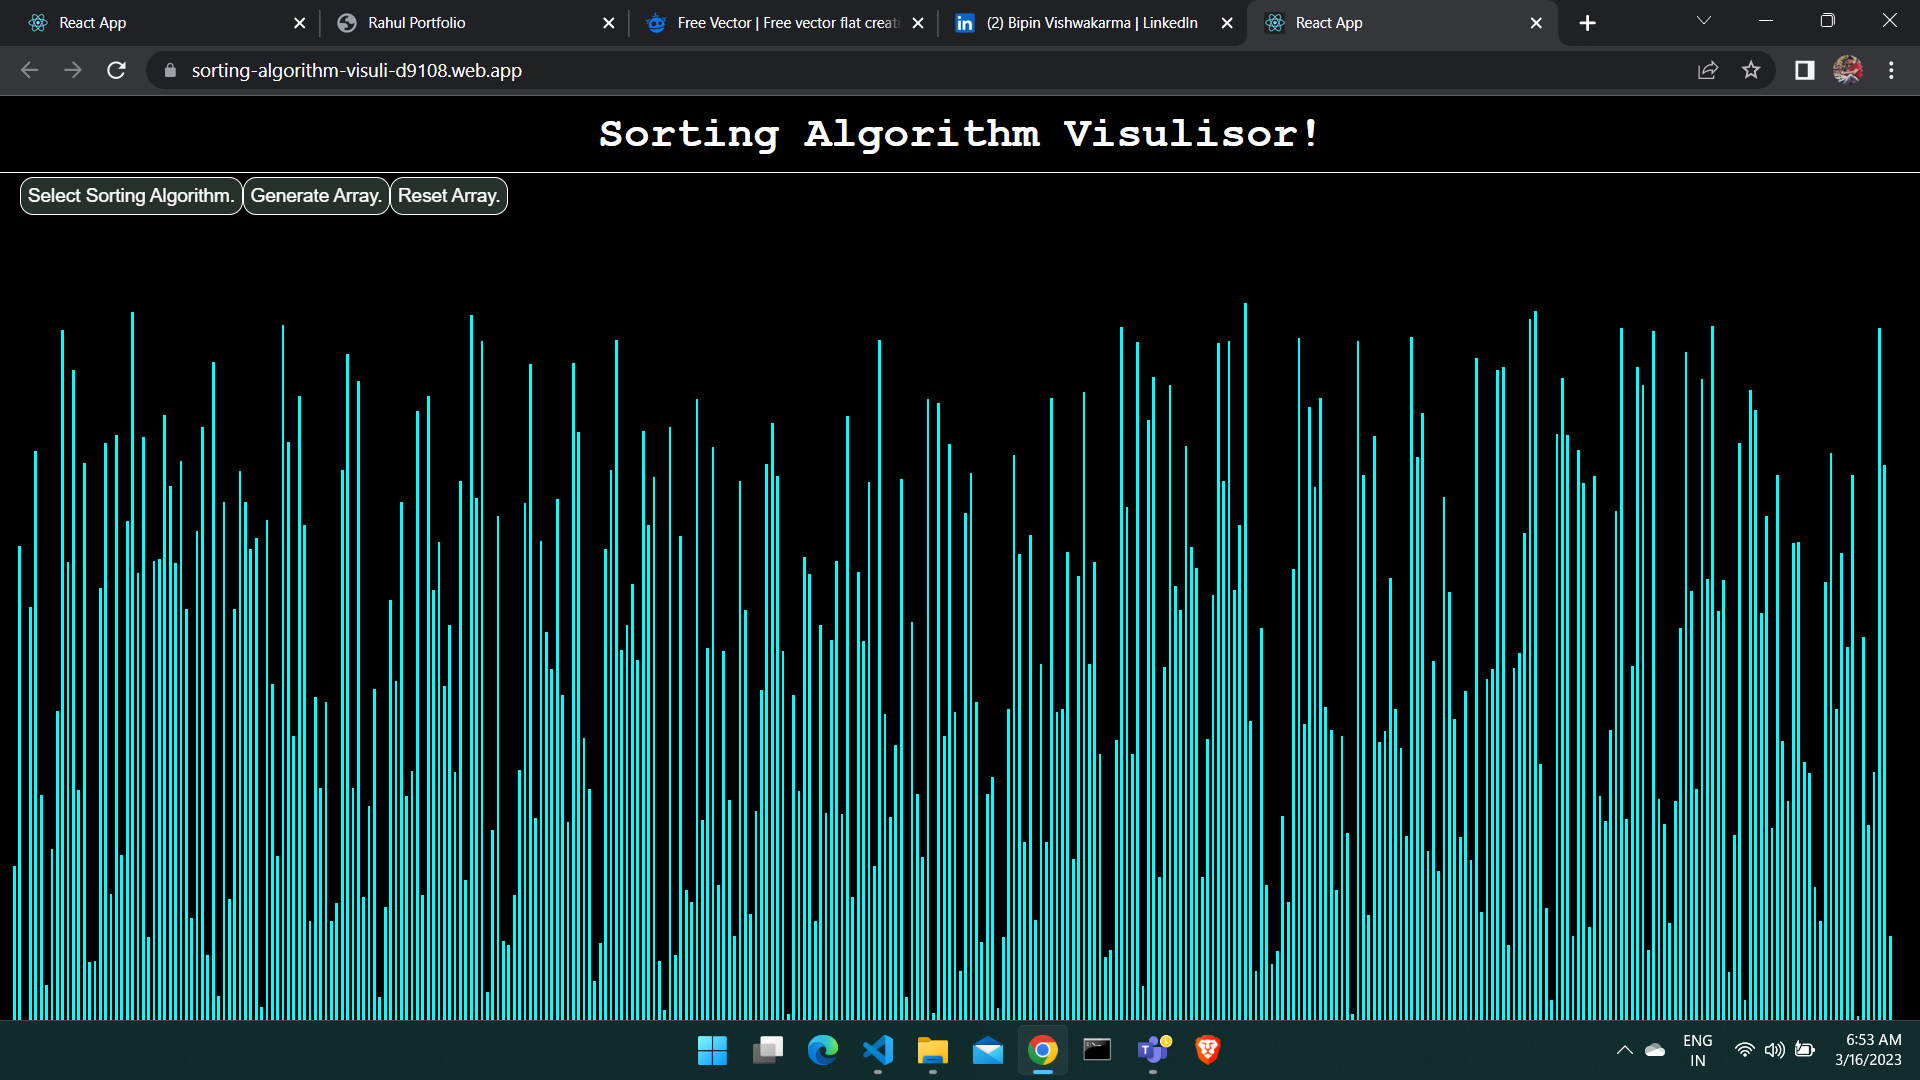 React App
Rahul Portfolio
Free Vector | Free vector flat creati
(2) Bipin Vishwakarma | LinkedIn
React App
sorting-algorithm-visuli-d9108.web.app
Sorting Algorithm Visulisor!
Select Sorting Algorithm.
Generate Array.
Reset Array.
ENG
IN
6:53 AM
3/16/2023